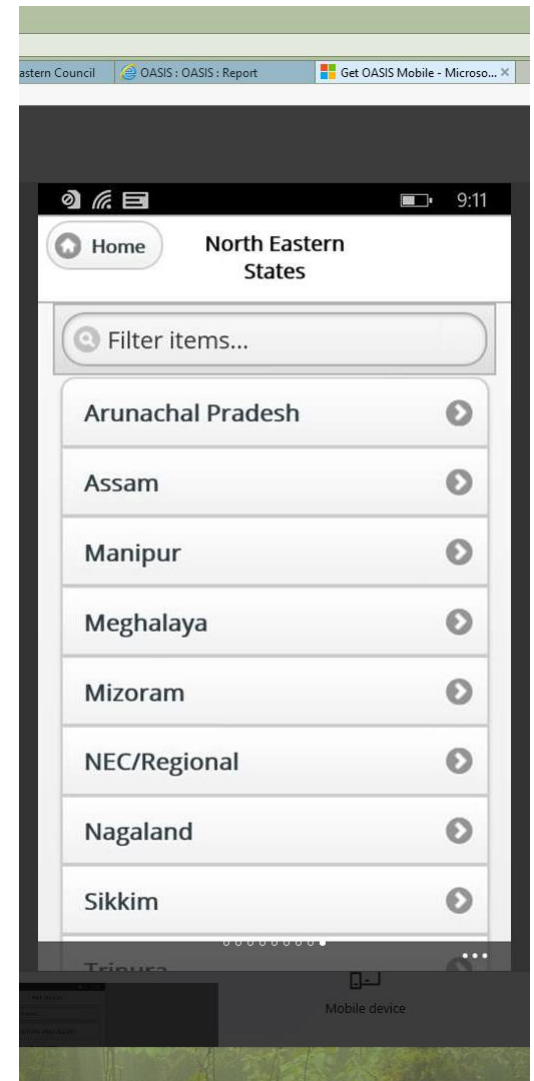 astern Council OASIS : OASIS : Report Get OASIS Mobile - Microso... ×
9:11
Home
North Eastern
States
Filter items...
Arunachal Pradesh
Assam
Manipur
Meghalaya
Mizoram
NEC/Regional
Nagaland
Sikkim
Tripura
...
Mobile device